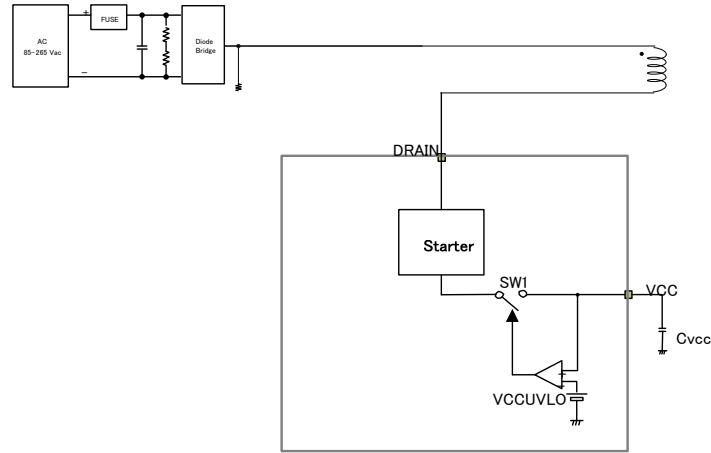 AC
85-265 Vac
+
FUSE
-
Diode
Bridge
DRAIN
Starter
SW1
VCC
Cvcc
+
-
VCCUVLO